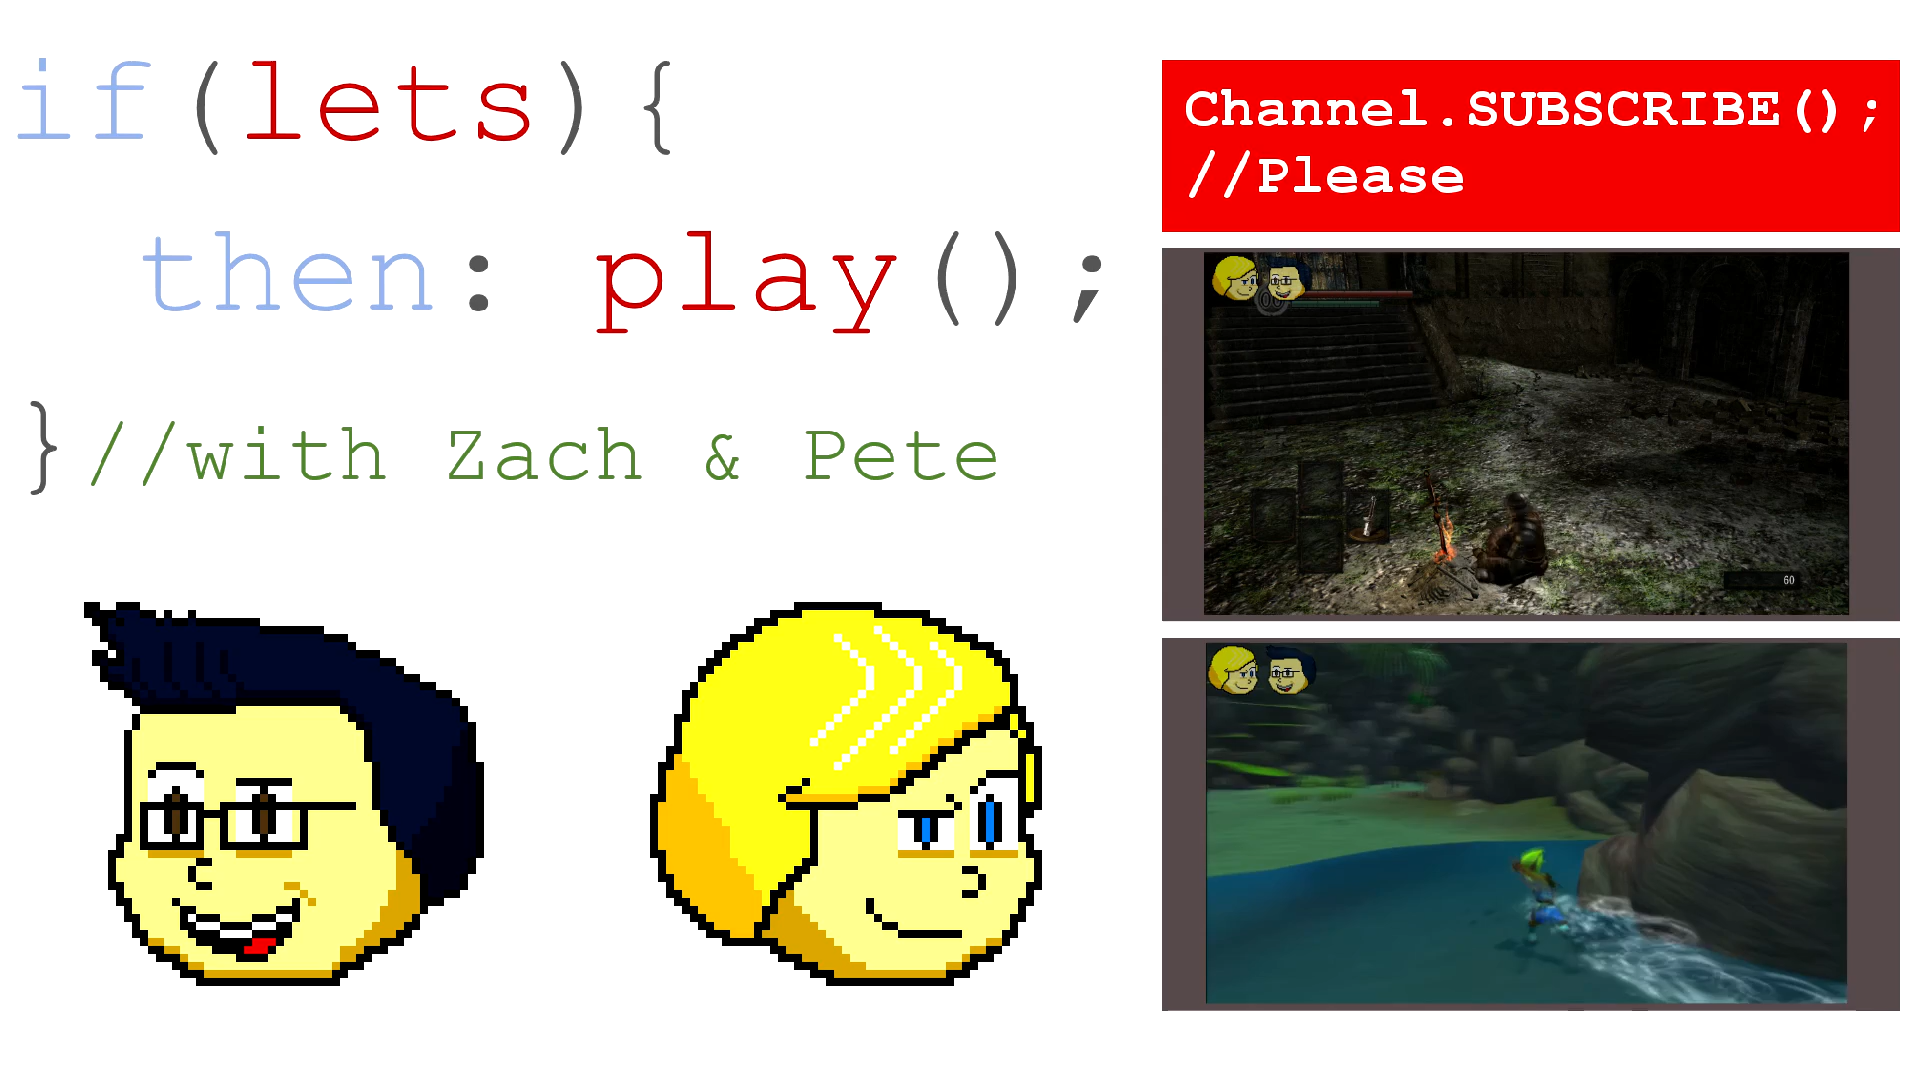 if(lets){
then: play();
}//with Zach & Pete
Channel.SUBSCRIBE();
//Please
60